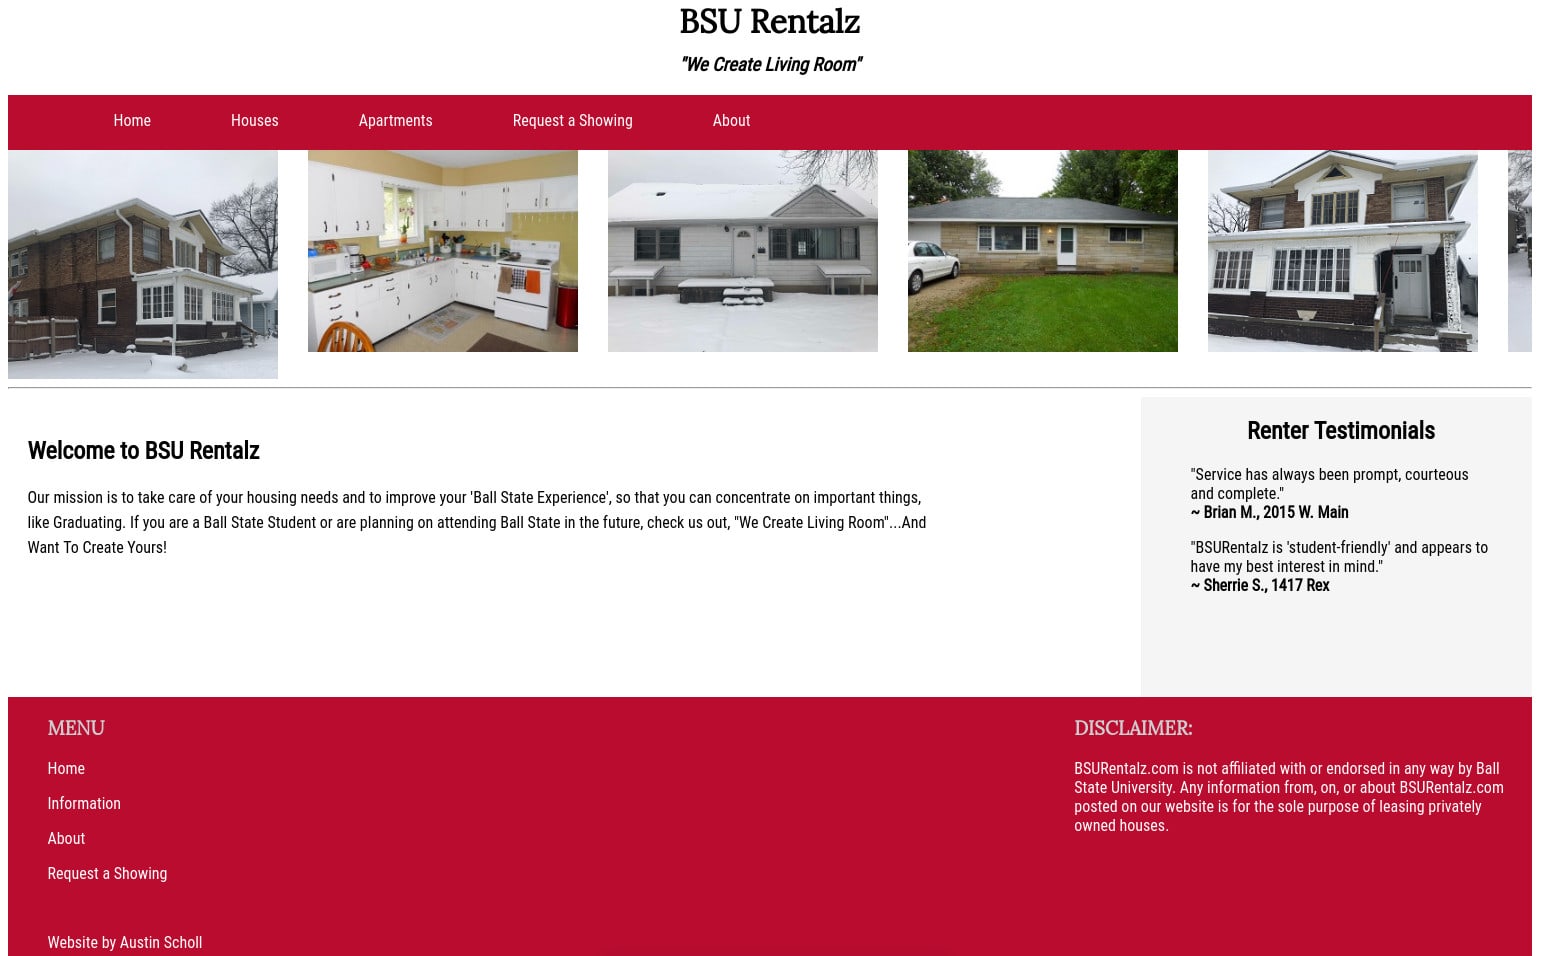 BSU Rentalz
"We Create Living Room"
Home Houses Apartments Request a Showing About
Welcome to BSU Rentalz
Our mission is to take care of your housing needs and to improve your 'Ball State Experience', so that you can concentrate on important things,
like Graduating. If you are a Ball State Student or are planning on attending Ball State in the future, check us out, "We Create Living Room"...And
Want To Create Yours!
Renter Testimonials
"Service has always been prompt, courteous
and complete."
~ Brian M., 2015 W. Main
"BSURentalz is 'student-friendly' and appears to
have my best interest in mind."
~ Sherrie S., 1417 Rex
MENU
Home
Information
About
Request a Showing
Website by Austin Scholl
DISCLAIMER:
BSURentalz.com is not affiliated with or endorsed in any way by Ball
State University. Any information from, on, or about BSURentalz.com
posted on our website is for the sole purpose of leasing privately
owned houses.